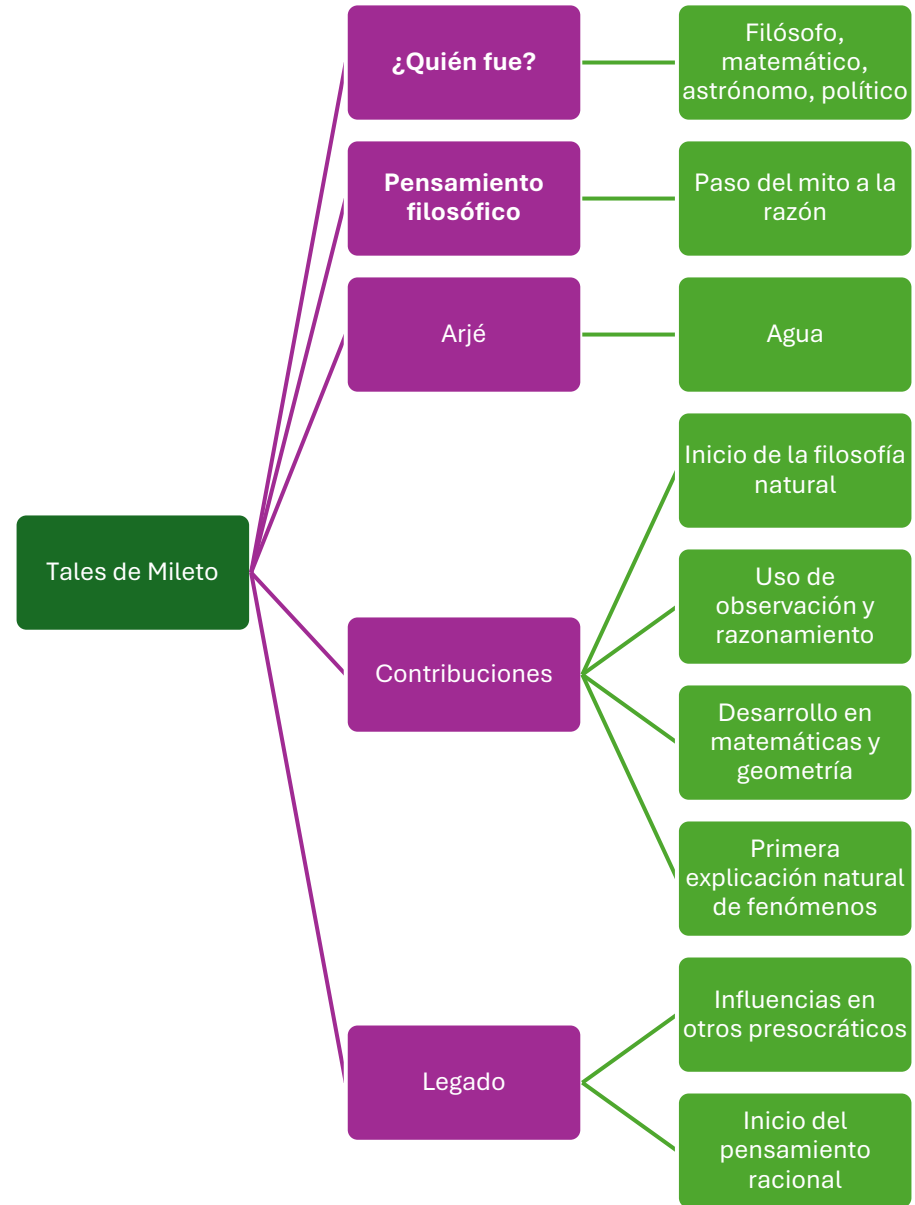 ¿Quién fue?
Filósofo,
matemático,
astrónomo, político
Pensamiento
filosófico
Paso del mito a la
razón
Arjé
Agua
Tales de Mileto
Contribuciones
Inicio de la filosofía
natural
Uso de
observación y
razonamiento
Desarrollo en
matemáticas y
geometría
Primera
explicación natural
de fenómenos
Legado
Influencias en
otros presocráticos
Inicio del
pensamiento
racional